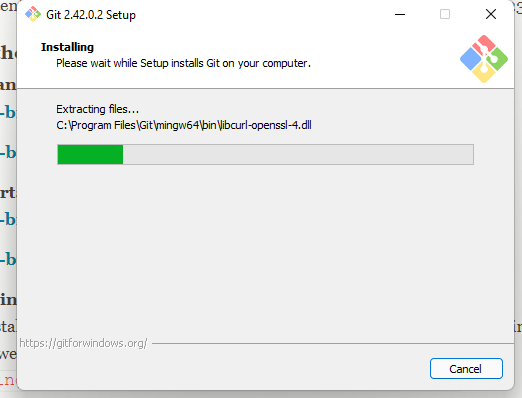 Git 2.42.0.2 Setup
Installing
Please wait while Setup installs Git on your computer.
Extracting files...
C:\Program Files\Git\mingw64\bin\libcurl-openssl-4.dll
https://gitforwindows.org/
Cancel